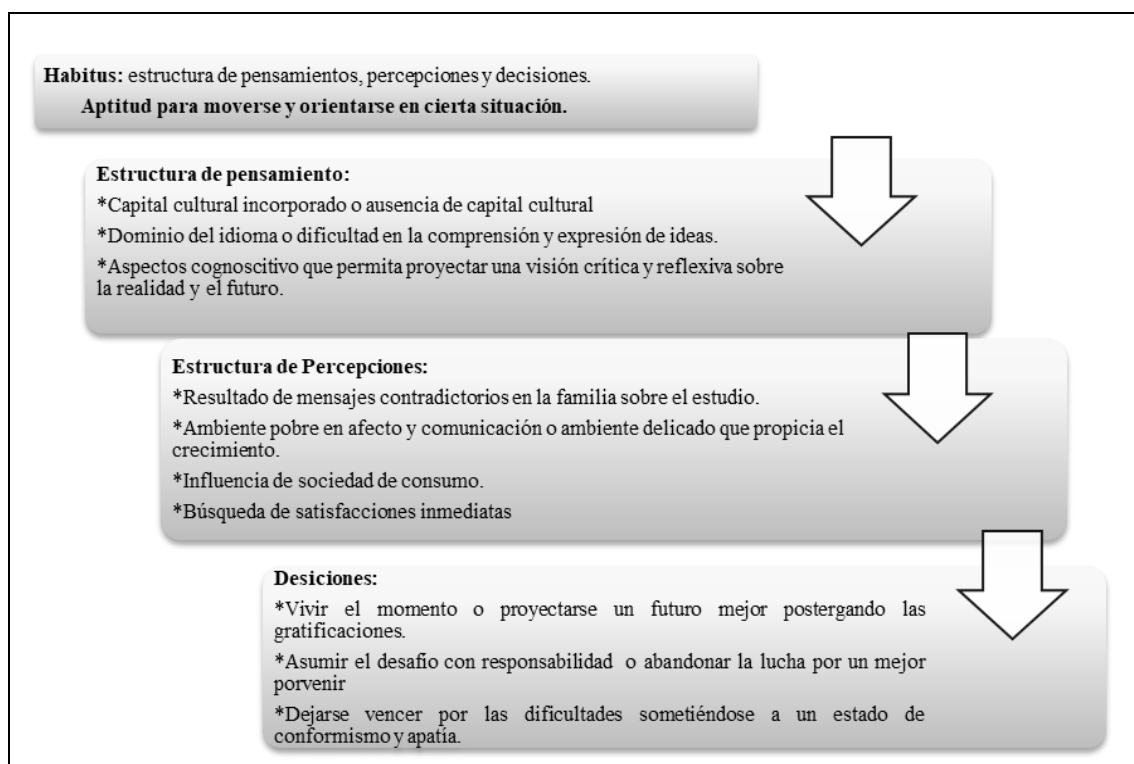 Habitus: estructura de pensamientos, percepciones y decisiones.
Aptitud para moverse y orientarse en cierta situación.
Estructura de pensamiento:
*Capital cultural incorporado o ausencia de capital cultural
*Dominio del idioma o dificultad en la comprensión y expresión de ideas.
*Aspectos cognoscitivo que permita proyectar una visión crítica y reflexiva sobre
la realidad y el futuro.
Estructura de Percepciones:
*Resultado de mensajes contradictorios en la familia sobre el estudio.
*Ambiente pobre en afecto y comunicación o ambiente delicado que propicia el
crecimiento.
*Influencia de sociedad de consumo.
*Búsqueda de satisfacciones inmediatas
Desiciones:
*Vivir el momento o proyectarse un futuro mejor postergando las
gratificaciones.
*Asumir el desafío con responsabilidad o abandonar la lucha por un mejor
porvenir
*Dejarse vencer por las dificultades sometiéndose a un estado de
conformismo y apatía.